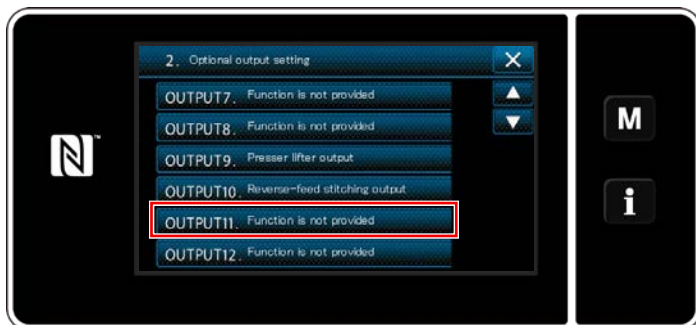 2. Optional output setting
OUTPUT7. Function is not provided
OUTPUT8. Function is not provided
OUTPUT9. Presser lifter output
OUTPUT10. Reverse-feed stitching output
OUTPUT11. Function is not provided
OUTPUT12. Function is not provided
N™
M
i